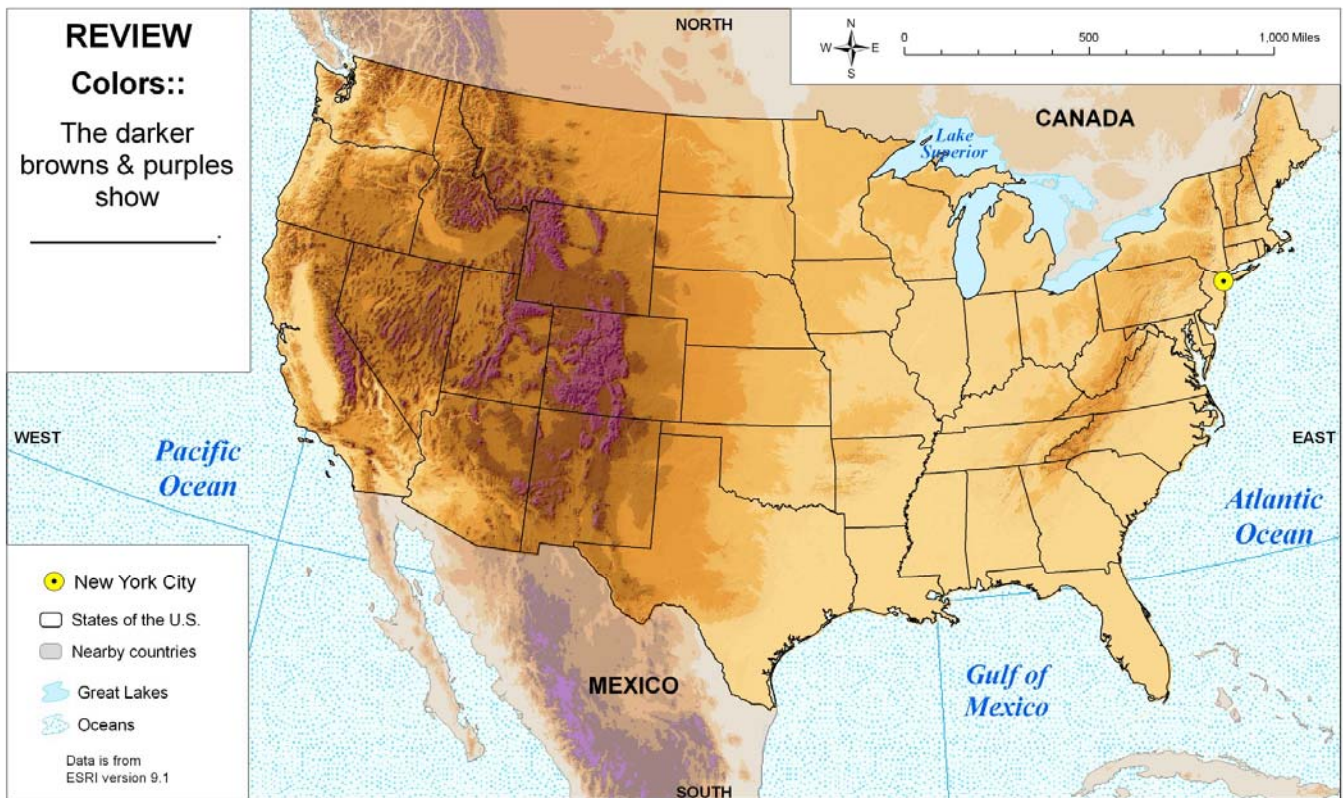 REVIEW
Colors::
The darker
browns & purples
show
_______________.
NORTH
N
W E
S
0 500 1,000 Miles
CANADA
Lake
Superior
WEST
EAST
Pacific
Ocean
Atlantic
Ocean
Gulf of
Mexico
MEXICO
SOUTH
New York City
States of the U.S.
Nearby countries
Great Lakes
Oceans
Data is from
ESRI version 9.1